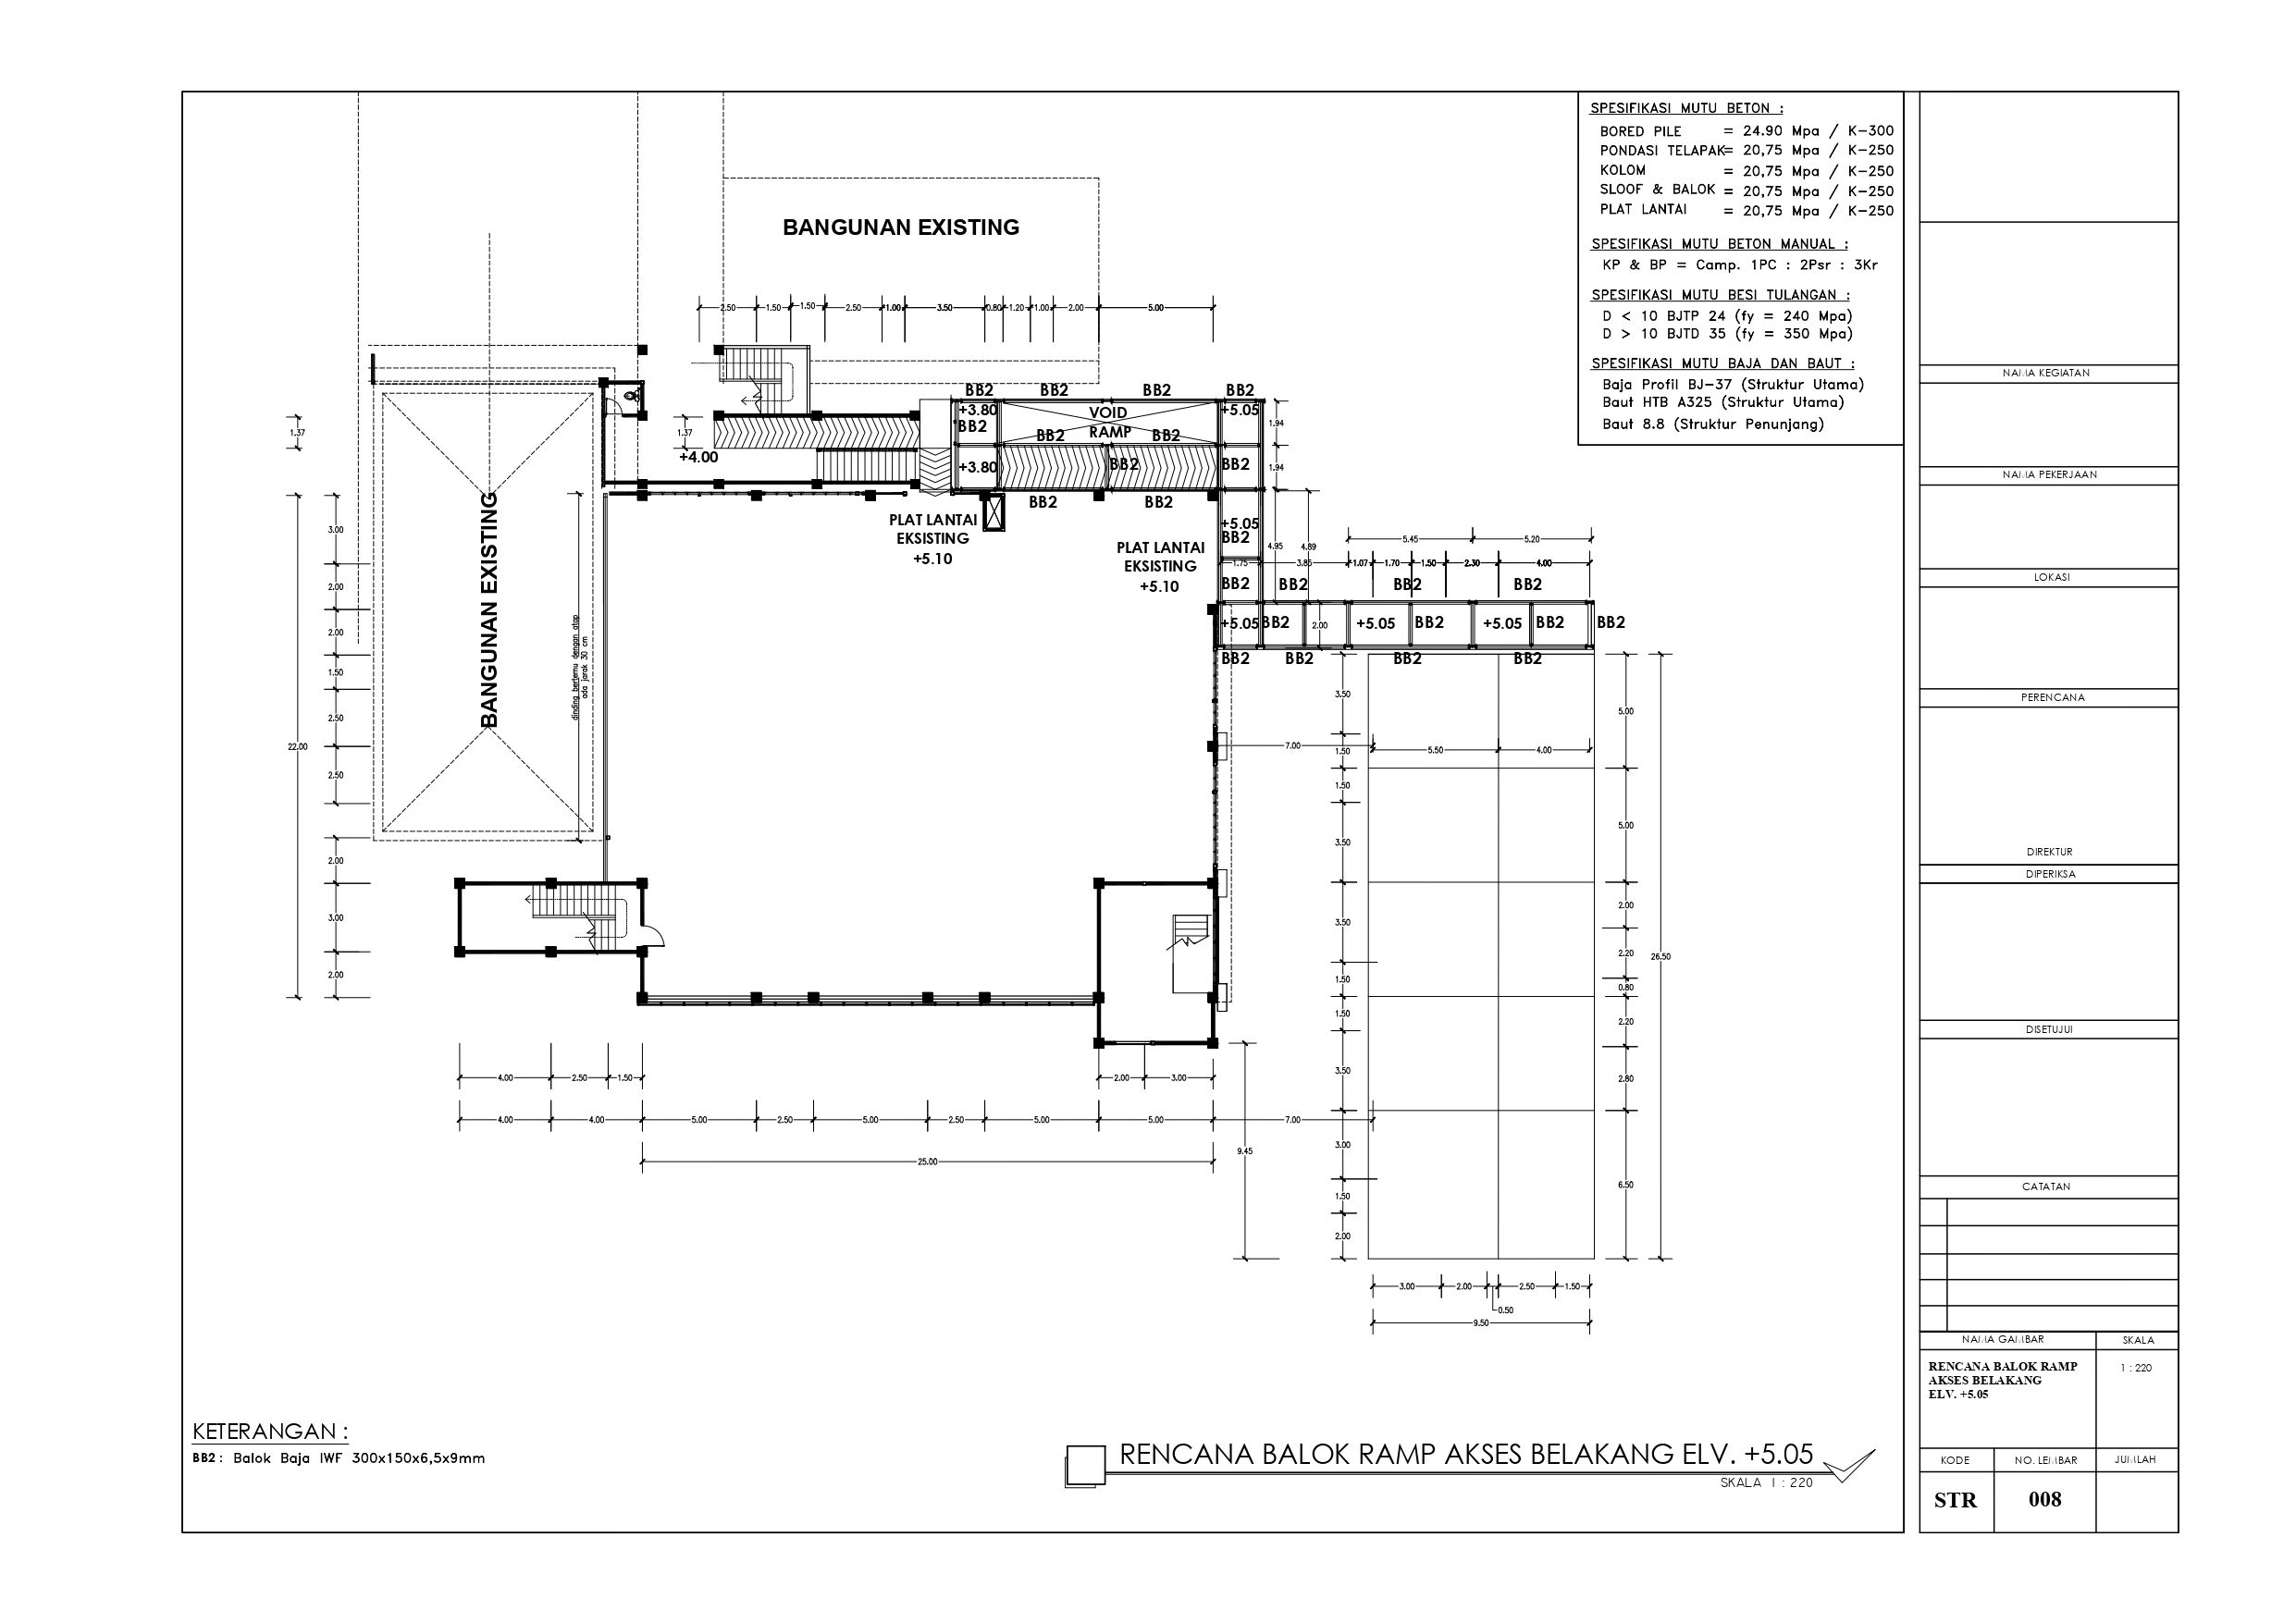 SPESIFIKASI MUTU BETON :
BORED PILE = 24.90 Mpa / K-300
PONDASI TELAPAK= 20,75 Mpa / K-250
KOLOM = 20,75 Mpa / K-250
SLOOF & BALOK = 20,75 Mpa / K-250
PLAT LANTAI = 20,75 Mpa / K-250
SPESIFIKASI MUTU BETON MANUAL :
KP & BP = Camp. 1PC : 2Psr : 3Kr
SPESIFIKASI MUTU BESI TULANGAN :
D < 10 BJTP 24 (fy = 240 Mpa)
D > 10 BJTD 35 (fy = 350 Mpa)
SPESIFIKASI MUTU BAJA DAN BAUT :
Baja Profil BJ-37 (Struktur Utama)
Baut HTB A325 (Struktur Utama)
Baut 8.8 (Struktur Penunjang)
BANGUNAN EXISTING
2.50 1.50 1.50 2.50 1.00 3.50 0.80 1.20 1.00 2.00 5.00
BB2 BB2 BB2 BB2
+3.80 VOID +5.05
BB2 BB2 RAMP BB2
1.94
1.37 1.37
+4.00
+3.80 BB2 BB2 1.94
BB2 BB2
PLAT LANTAI
EKSISTING
+5.10
PLAT LANTAI
EKSISTING
+5.10
+5.05
BB2
4.95 4.89
5.45 5.20
1.75 3.85 1.07 1.70 1.50 2.30 4.00
BB2 BB2 BB2 BB2
+5.05 BB2 2.00 +5.05 BB2 +5.05 BB2 BB2
BB2 BB2 BB2 BB2
BANGUNAN EXISTING
dinding bertemu dengan atap
ada jarak 30 cm
22.00
3.00
2.00
2.00
1.50
2.50
2.50
2.00
3.00
2.00
7.00 5.50 4.00
3.50
1.50
1.50
3.50
3.50
1.50
1.50
3.50
3.00
1.50
2.00
5.00
5.00
2.00
2.20
0.80
2.20
2.80
6.50
26.50
4.00 2.50 1.50 2.00 3.00
4.00 4.00 5.00 2.50 5.00 2.50 5.00 5.00 7.00
9.45
25.00
3.00 2.00 2.50 1.50
0.50
9.50
KETERANGAN :
BB2 : Balok Baja IWF 300x150x6,5x9mm
RENCANA BALOK RAMP AKSES BELAKANG ELV. +5.05
SKALA 1 : 220
NAMA KEGIATAN
NAMA PEKERJAAN
LOKASI
PERENCANA
DIREKTUR
DIPERIKSA
DISETUJUI
CATATAN
NAMA GAMBAR SKALA
RENCANA BALOK RAMP
AKSES BELAKANG
ELV. +5.05
1 : 220
KODE NO. LEMBAR JUMLAH
STR 008